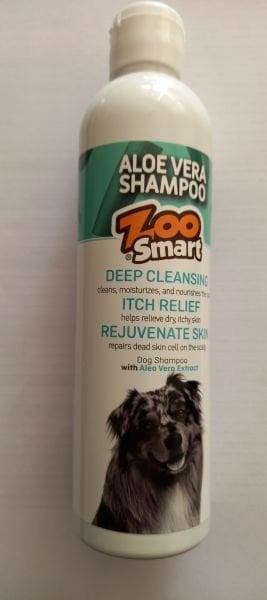 ALOE VERA
SHAMPOO
ZOO
®Smart
DEEP CLEANSING
cleans, moisturizes, and nourishes the
ITCH RELIEF
helps relieve dry, itchy skin
REJUVENATE SKIN
repairs dead skin cell on the scalp
Dog Shampoo
with Aleo Vera Extract